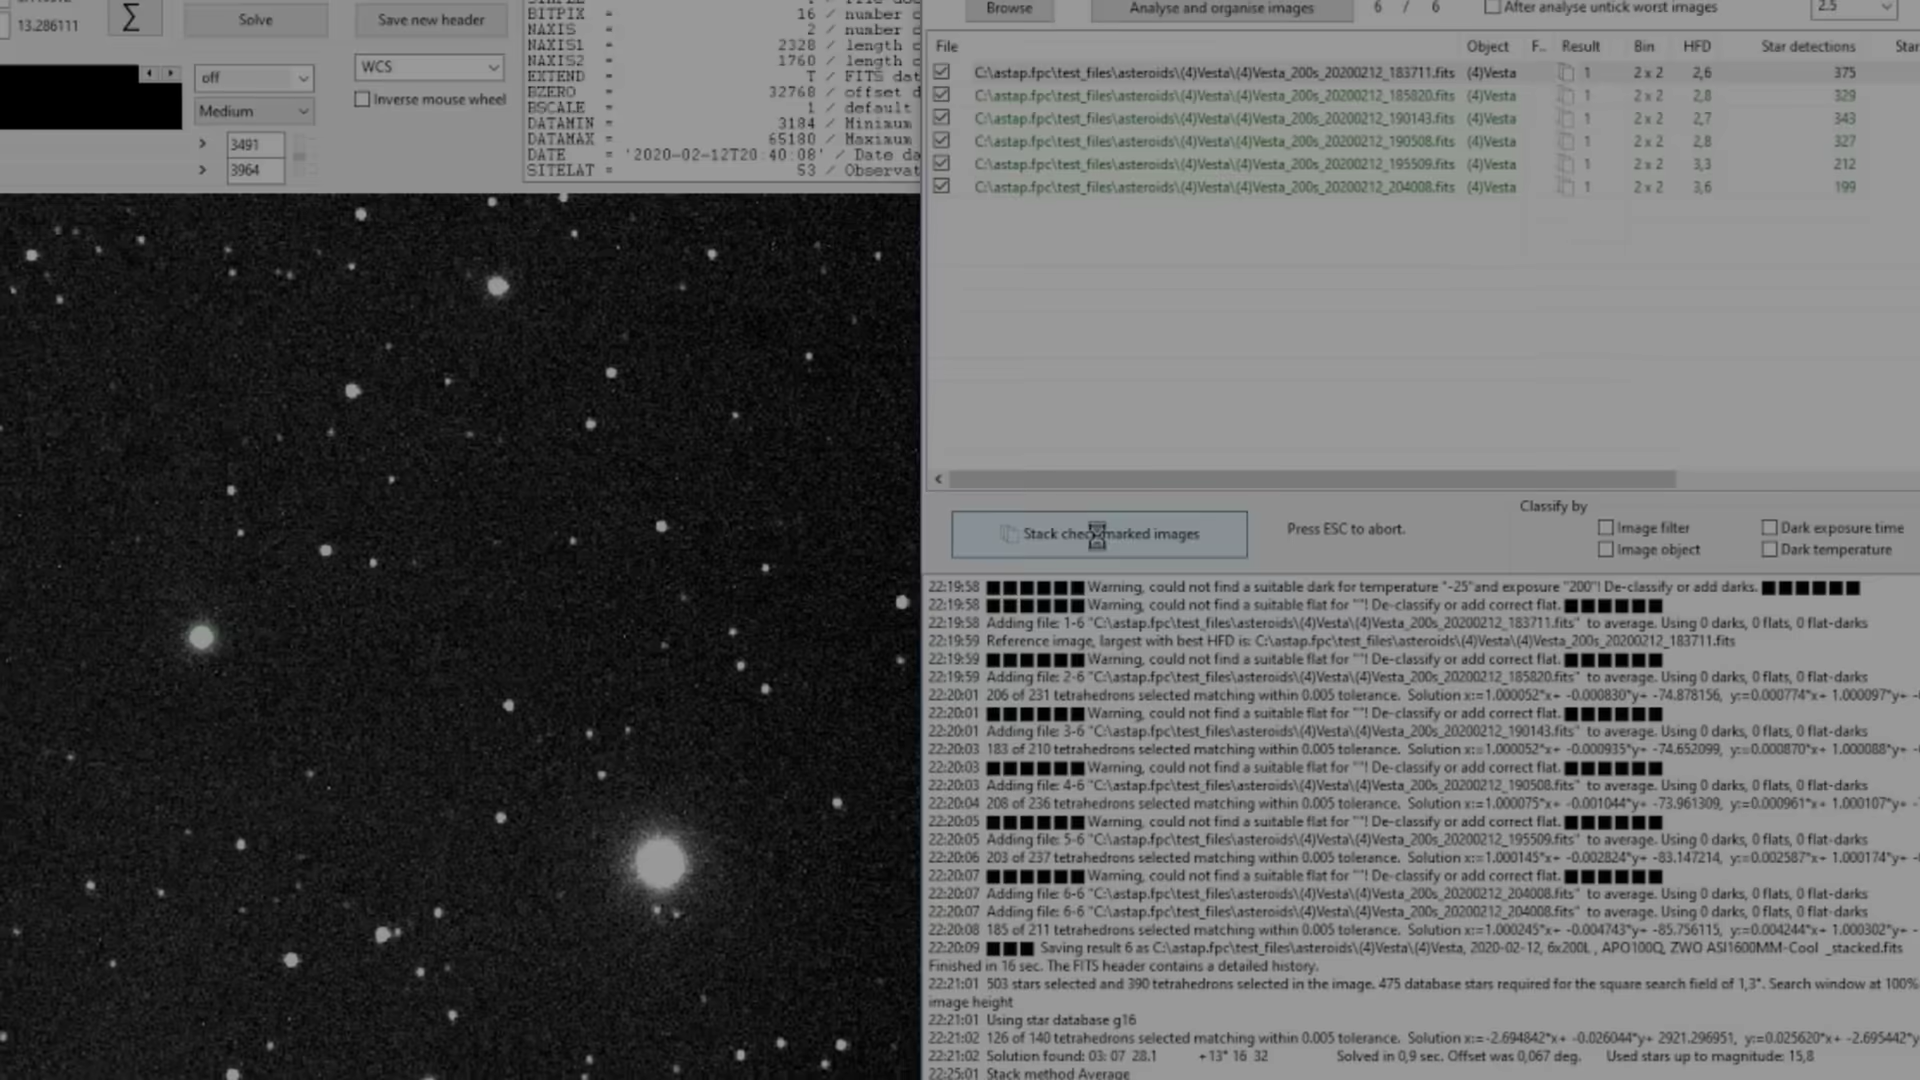 13.286111
Σ
Solve
Save new header
off
WCS
Medium
Inverse mouse wheel
3491
3964
BITPIX = 16 / number
NAXIS = 2 / number
NAXIS1 = 2328 / length
NAXIS2 = 1760 / length
EXTEND = T / FITS dat
BZERO = 32768 / offset
BSCALE = 1 / default
DATAMIN = 3184 / Minimum
DATAMAX = 65180 / Maximum
DATE = '2020-02-12T20:40:08' / Date da
SITELAT = 53 / Observat
Browse
Analyse and organise images
6 / 6
After analyse untick worst images
2.5
File Object F.. Result Bin HFD Star detections Star
C:\astap.fpc\test_files\asteroids\(4)Vesta\(4)Vesta_200s_20200212_183711.fits (4)Vesta 1 2 x 2 2,6 375
C:\astap.fpc\test_files\asteroids\(4)Vesta\(4)Vesta_200s_20200212_185820.fits (4)Vesta 1 2 x 2 2,8 329
C:\astap.fpc\test_files\asteroids\(4)Vesta\(4)Vesta_200s_20200212_190143.fits (4)Vesta 1 2 x 2 2,7 343
C:\astap.fpc\test_files\asteroids\(4)Vesta\(4)Vesta_200s_20200212_190508.fits (4)Vesta 1 2 x 2 2,8 327
C:\astap.fpc\test_files\asteroids\(4)Vesta\(4)Vesta_200s_20200212_195509.fits (4)Vesta 1 2 x 2 3,3 212
C:\astap.fpc\test_files\asteroids\(4)Vesta\(4)Vesta_200s_20200212_204008.fits (4)Vesta 1 2 x 2 3,6 199
Stack check marked images
Press ESC to abort.
Classify by
Image filter
Dark exposure time
Image object
Dark temperature
22:19:58 ■■■■■■ Warning, could not find a suitable dark for temperature "-25"and exposure "200"! De-classify or add darks. ■■■■■■
22:19:58 ■■■■■■ Warning, could not find a suitable flat for ""! De-classify or add correct flat. ■■■■■■
22:19:58 Adding file: 1-6 "C:\astap.fpc\test_files\asteroids\(4)Vesta\(4)Vesta_200s_20200212_183711.fits" to average. Using 0 darks, 0 flats, 0 flat-darks
22:19:59 Reference image, largest with best HFD is: C:\astap.fpc\test_files\asteroids\(4)Vesta\(4)Vesta_200s_20200212_183711.fits
22:19:59 ■■■■■■ Warning, could not find a suitable flat for ""! De-classify or add correct flat. ■■■■■■
22:19:59 Adding file: 2-6 "C:\astap.fpc\test_files\asteroids\(4)Vesta\(4)Vesta_200s_20200212_185820.fits" to average. Using 0 darks, 0 flats, 0 flat-darks
22:20:01 206 of 231 tetrahedrons selected matching within 0.005 tolerance. Solution x:=1.000052*x+ -0.000830*y+ -74.878156, y:=0.000774*x+ 1.000097*y+
22:20:01 ■■■■■■ Warning, could not find a suitable flat for ""! De-classify or add correct flat. ■■■■■■
22:20:01 Adding file: 3-6 "C:\astap.fpc\test_files\asteroids\(4)Vesta\(4)Vesta_200s_20200212_190143.fits" to average. Using 0 darks, 0 flats, 0 flat-darks
22:20:03 183 of 210 tetrahedrons selected matching within 0.005 tolerance. Solution x:=1.000052*x+ -0.000935*y+ -74.652099, y:=0.000870*x+ 1.000088*y+
22:20:03 ■■■■■■ Warning, could not find a suitable flat for ""! De-classify or add correct flat. ■■■■■■
22:20:03 Adding file: 4-6 "C:\astap.fpc\test_files\asteroids\(4)Vesta\(4)Vesta_200s_20200212_190508.fits" to average. Using 0 darks, 0 flats, 0 flat-darks
22:20:04 208 of 236 tetrahedrons selected matching within 0.005 tolerance. Solution x:=1.000075*x+ -0.001044*y+ -73.961309, y:=0.000961*x+ 1.000107*y+
22:20:05 ■■■■■■ Warning, could not find a suitable flat for ""! De-classify or add correct flat. ■■■■■■
22:20:05 Adding file: 5-6 "C:\astap.fpc\test_files\asteroids\(4)Vesta\(4)Vesta_200s_20200212_195509.fits" to average. Using 0 darks, 0 flats, 0 flat-darks
22:20:06 203 of 237 tetrahedrons selected matching within 0.005 tolerance. Solution x:=1.000145*x+ -0.002824*y+ -83.147214, y:=0.002587*x+ 1.000174*y+
22:20:07 ■■■■■■ Warning, could not find a suitable flat for ""! De-classify or add correct flat. ■■■■■■
22:20:07 Adding file: 6-6 "C:\astap.fpc\test_files\asteroids\(4)Vesta\(4)Vesta_200s_20200212_204008.fits" to average. Using 0 darks, 0 flats, 0 flat-darks
22:20:07 Adding file: 6-6 "C:\astap.fpc\test_files\asteroids\(4)Vesta\(4)Vesta_200s_20200212_204008.fits" to average. Using 0 darks, 0 flats, 0 flat-darks
22:20:08 185 of 211 tetrahedrons selected matching within 0.005 tolerance. Solution x:=1.000245*x+ -0.004743*y+ -85.756115, y:=0.004244*x+ 1.000302*y+
22:20:09 ■■■ Saving result 6 as C:\astap.fpc\test_files\asteroids\(4)Vesta\(4)Vesta, 2020-02-12, 6x200L , APO100Q, ZWO ASI1600MM-Cool _stacked.fits
Finished in 16 sec. The FITS header contains a detailed history.
22:21:01 503 stars selected and 390 tetrahedrons selected in the image. 475 database stars required for the square search field of 1,3°. Search window at 100%
image height
22:21:01 Using star database g16
22:21:02 126 of 140 tetrahedrons selected matching within 0.005 tolerance. Solution x:=-2.694842*x+ -0.026044*y+ 2921.296951, y:=0.025620*x+ -2.695442*y
22:21:02 Solution found: 03: 07 28.1 +13° 16 32 Solved in 0,9 sec. Offset was 0,067 deg. Used stars up to magnitude: 15,8
22:25:01 Stack method Average